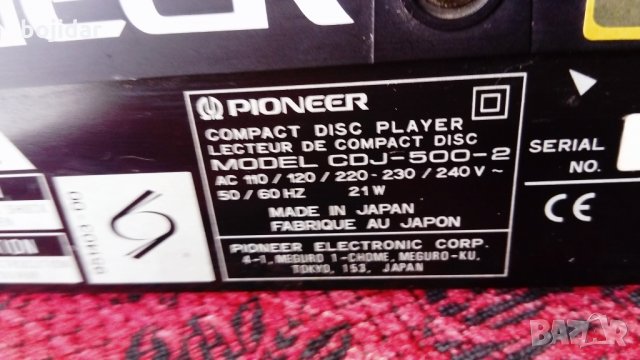 bojidar
PIONEER
COMPACT DISC PLAYER
LECTEUR DE COMPACT DISC
MODEL CDJ-500-2
AC 110 / 120 / 220 - 230 / 240 V ~
50 / 60 HZ 21 W
MADE IN JAPAN
FABRIQUE AU JAPON
PIONEER ELECTRONIC CORP.
4-1, MEGURO 1-CHOME, MEGURO-KU,
TOKYO, 153, JAPAN
SERIAL
NO.
CE
BAZAR